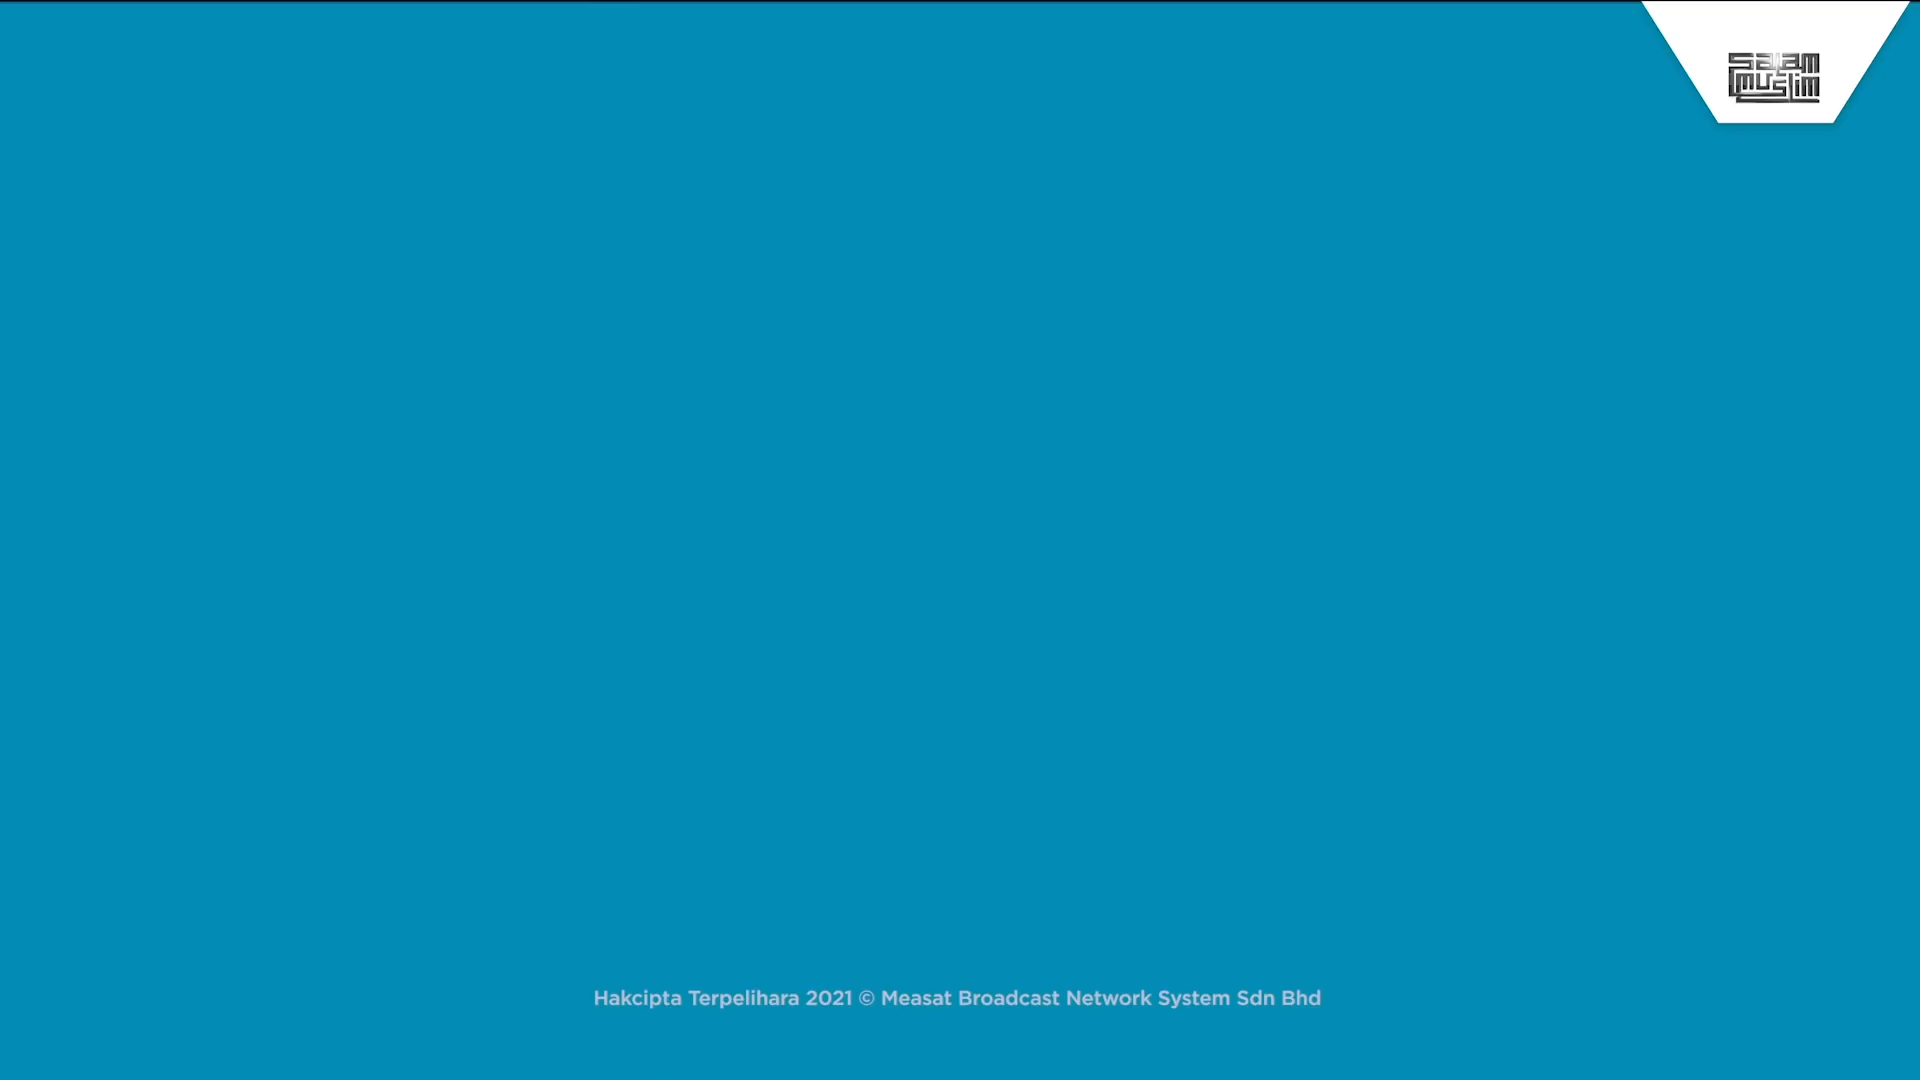 salam
muslim
Hakcipta Terpelihara 2021 © Measat Broadcast Network System Sdn Bhd